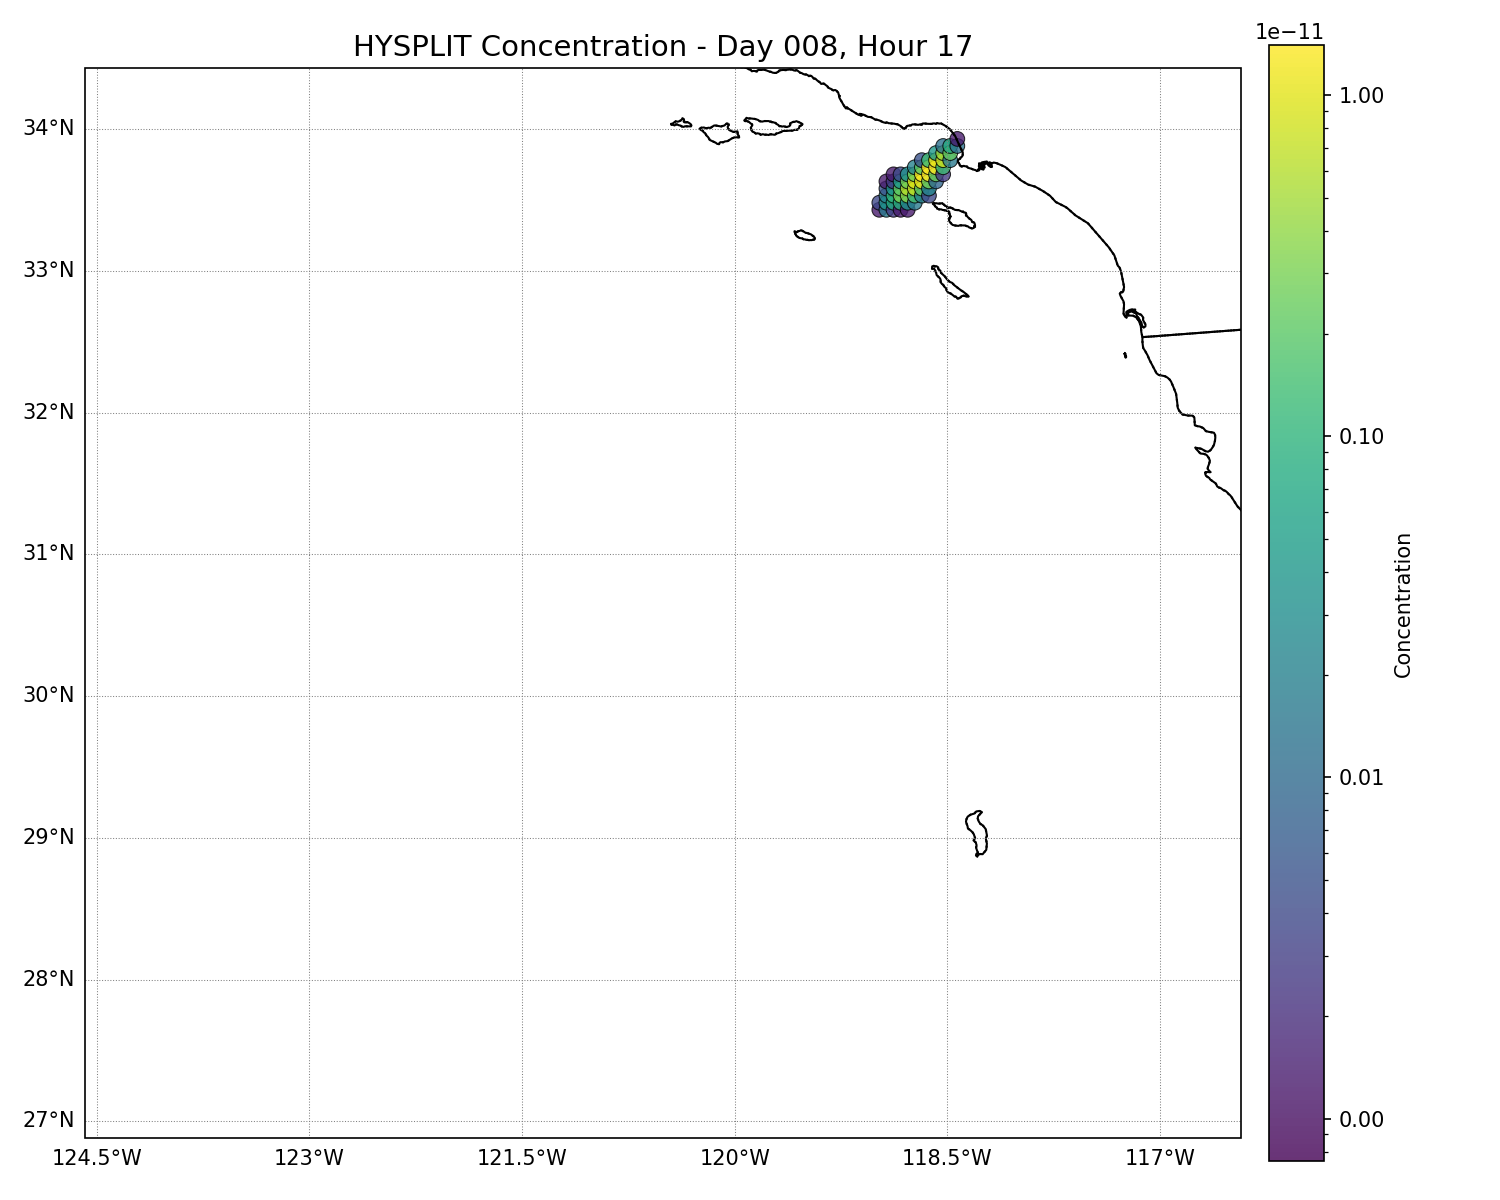 HYSPLIT Concentration - Day 008, Hour 17
1e−11
34°N
33°N
32°N
31°N
30°N
29°N
28°N
27°N
124.5°W
123°W
121.5°W
120°W
118.5°W
117°W
1.00
0.10
0.01
0.00
Concentration